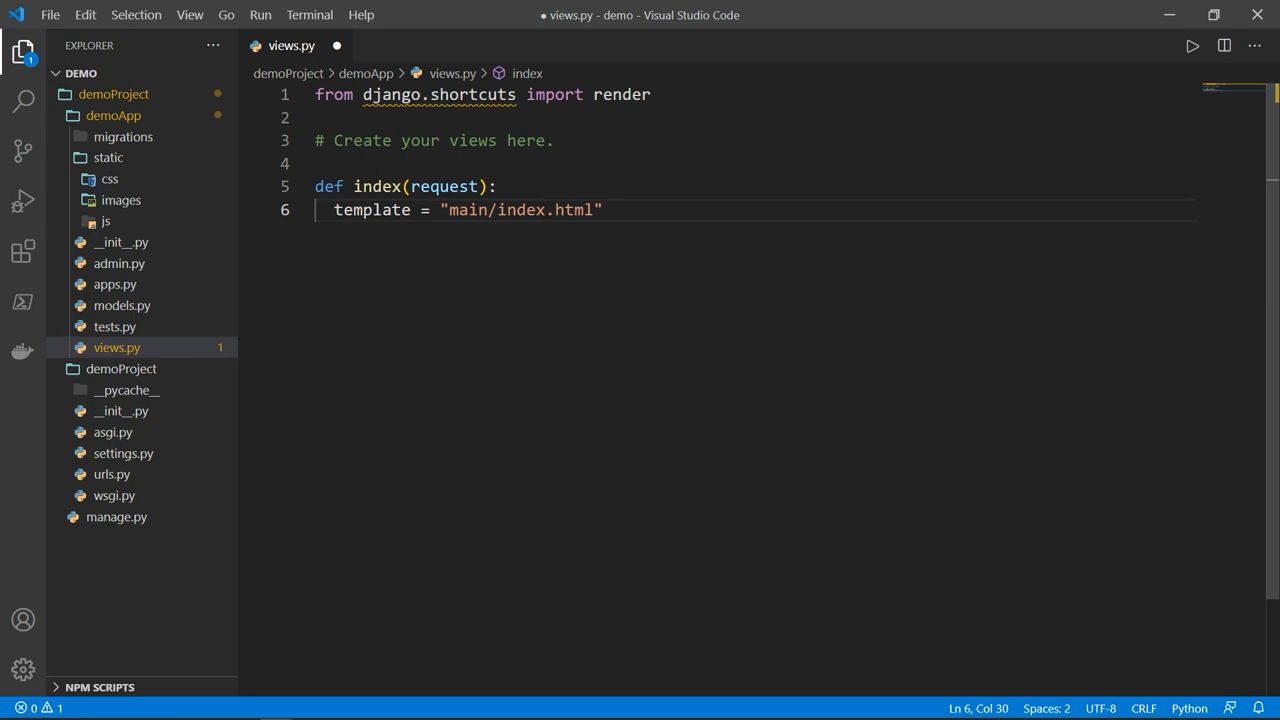 File Edit Selection View Go Run Terminal Help ● views.py - demo - Visual Studio Code
EXPLORER ···
1
DEMO
demoProject
demoApp
migrations
static
css
images
js
__init__.py
admin.py
apps.py
models.py
tests.py
views.py 1
demoProject
__pycache__
__init__.py
asgi.py
settings.py
urls.py
wsgi.py
manage.py
NPM SCRIPTS
views.py ●
demoProject > demoApp > views.py > index
1 from django.shortcuts import render
2
3 # Create your views here.
4
5 def index(request):
6 template = "main/index.html"
0 1 Ln 6, Col 30 Spaces: 2 UTF-8 CRLF Python